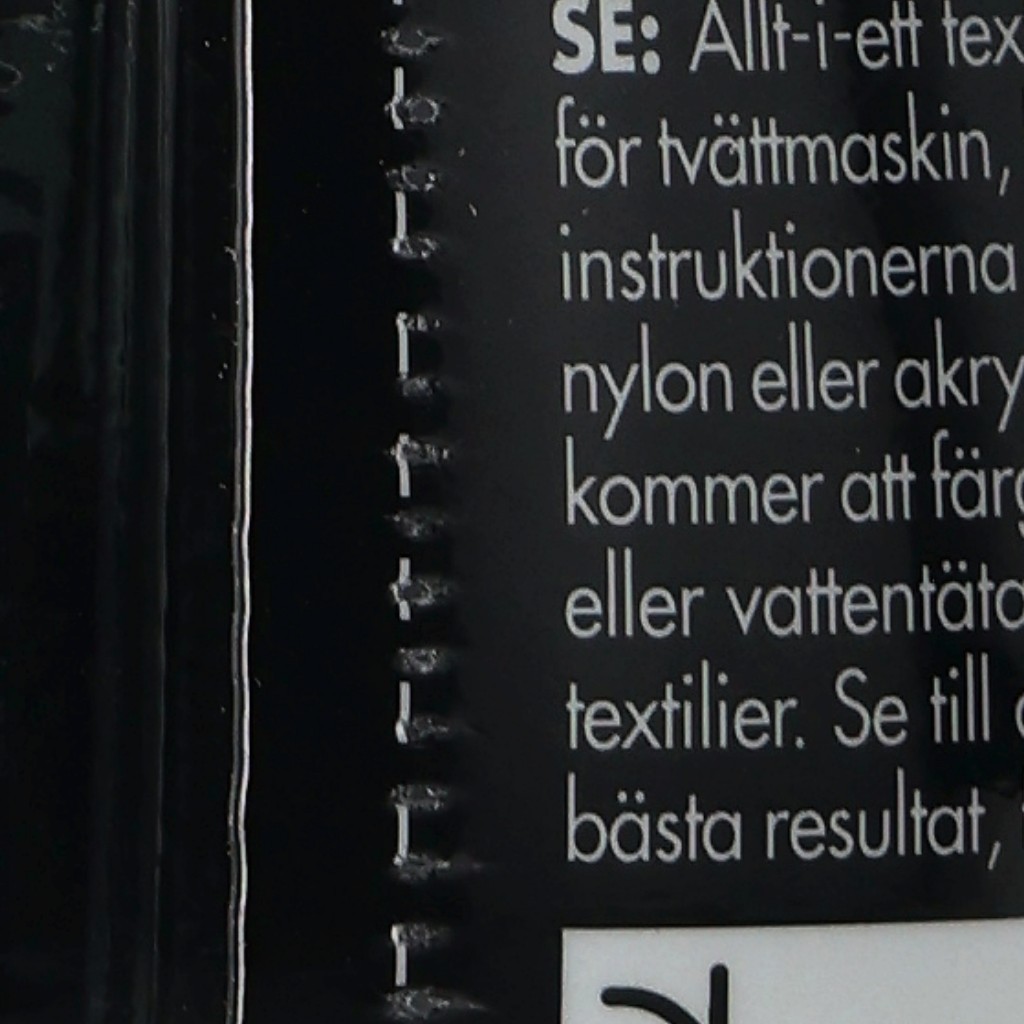 SE: Allt-i-ett tex
för tvättmaskin,
instruktionerna
nylon eller akry
kommer att färg
eller vattentäta
textilier. Se till
bästa resultat,